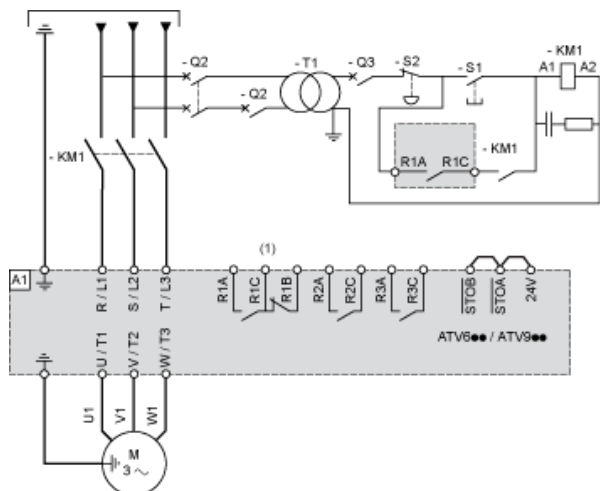 - Q2
- T1
- Q3
- S2
- S1
- KM1
A1
A2
- Q2
- KM1
R1A
R1C
- KM1
(1)
A1
R / L1
S / L2
T / L3
R1A
R1C
R1B
R2A
R2C
R3A
R3C
STOB
STOA
24V
ATV6●● / ATV9●●
U / T1
V / T2
W / T3
U1
V1
W1
M
3 ~